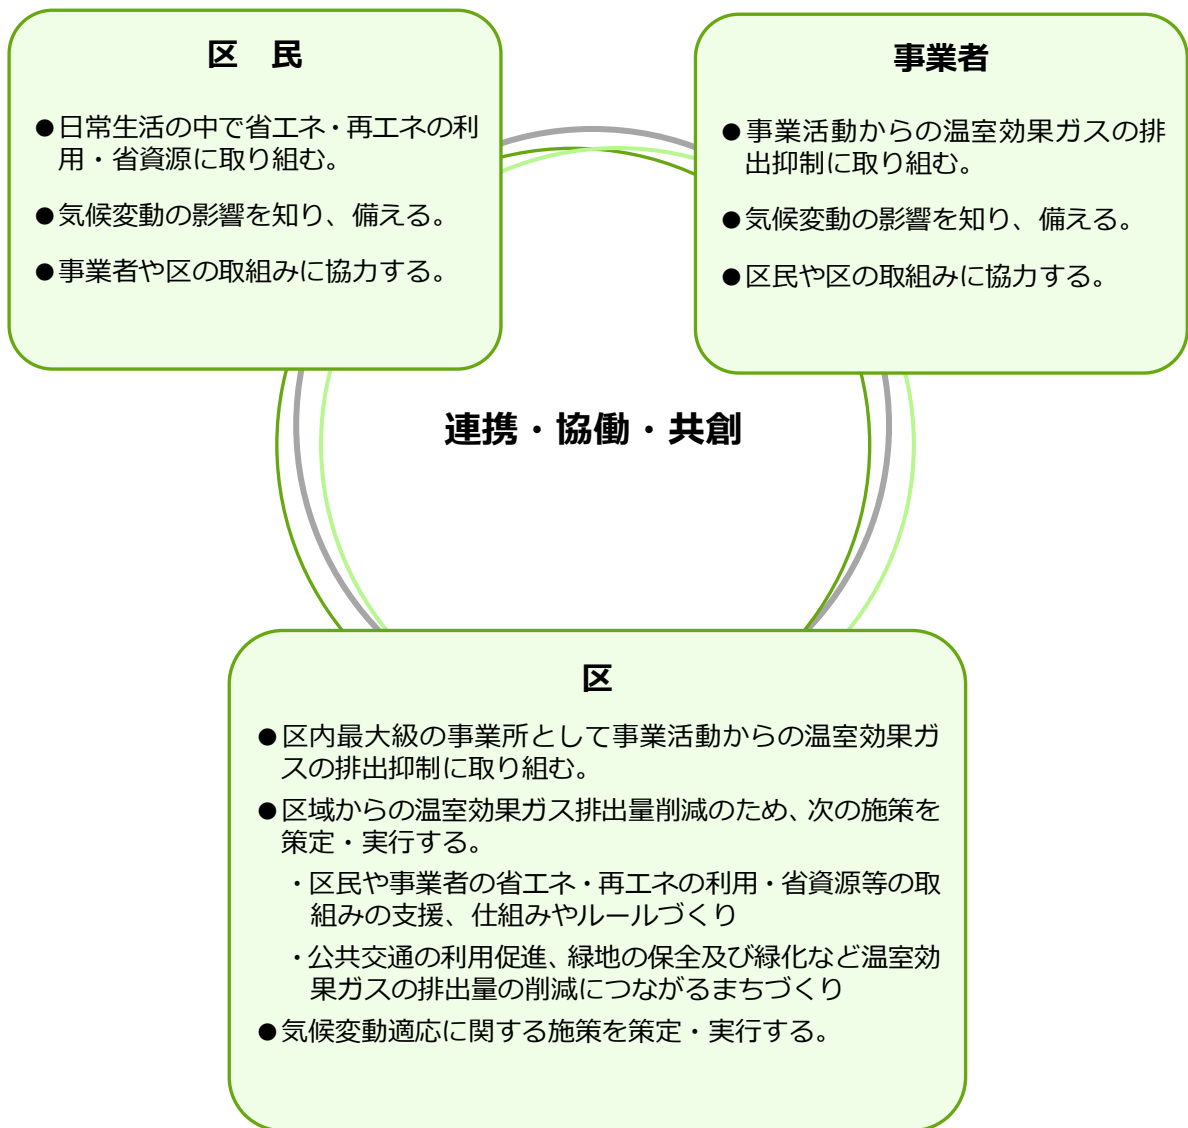 区　民
●日常生活の中で省エネ・再エネの利
用・省資源に取り組む。
●気候変動の影響を知り、備える。
●事業者や区の取組みに協力する。
事業者
●事業活動からの温室効果ガスの排
出抑制に取り組む。
●気候変動の影響を知り、備える。
●区民や区の取組みに協力する。
連携・協働・共創
区
●区内最大級の事業所として事業活動からの温室効果ガ
スの排出抑制に取り組む。
●区域からの温室効果ガス排出量削減のため、次の施策を
策定・実行する。
・区民や事業者の省エネ・再エネの利用・省資源等の取
組みの支援、仕組みやルールづくり
・公共交通の利用促進、緑地の保全及び緑化など温室効
果ガスの排出量の削減につながるまちづくり
●気候変動適応に関する施策を策定・実行する。